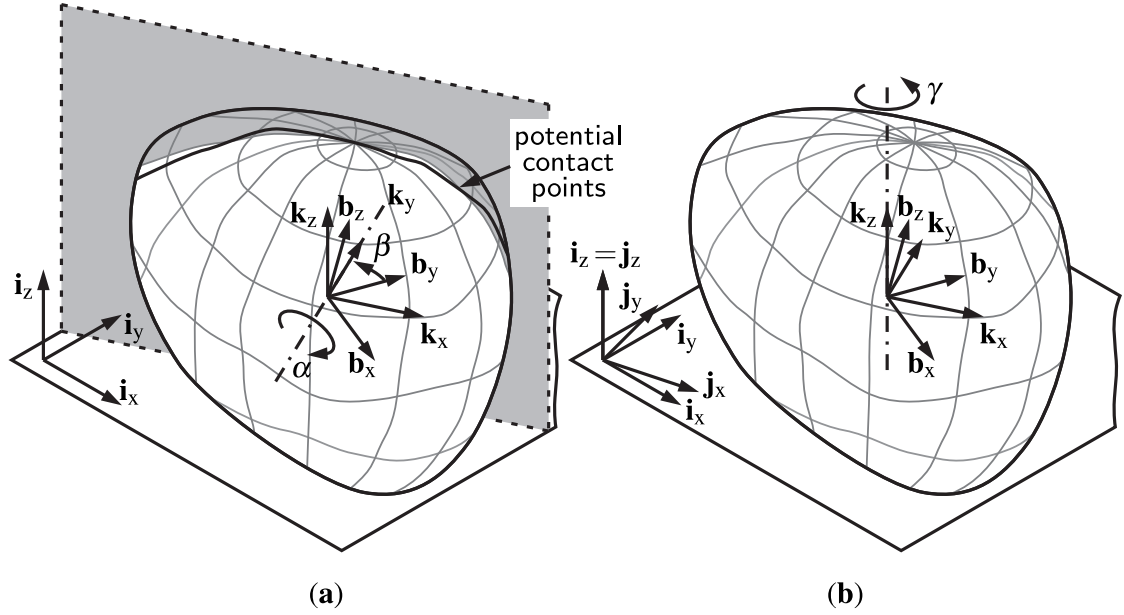 potential
contact
points
k_z
b_z
k_y
β
b_y
k_x
b_x
α
i_z
i_y
i_x
(a)
γ
k_z
b_z
k_y
b_y
k_x
b_x
i_z = j_z
j_y
i_y
j_x
i_x
(b)